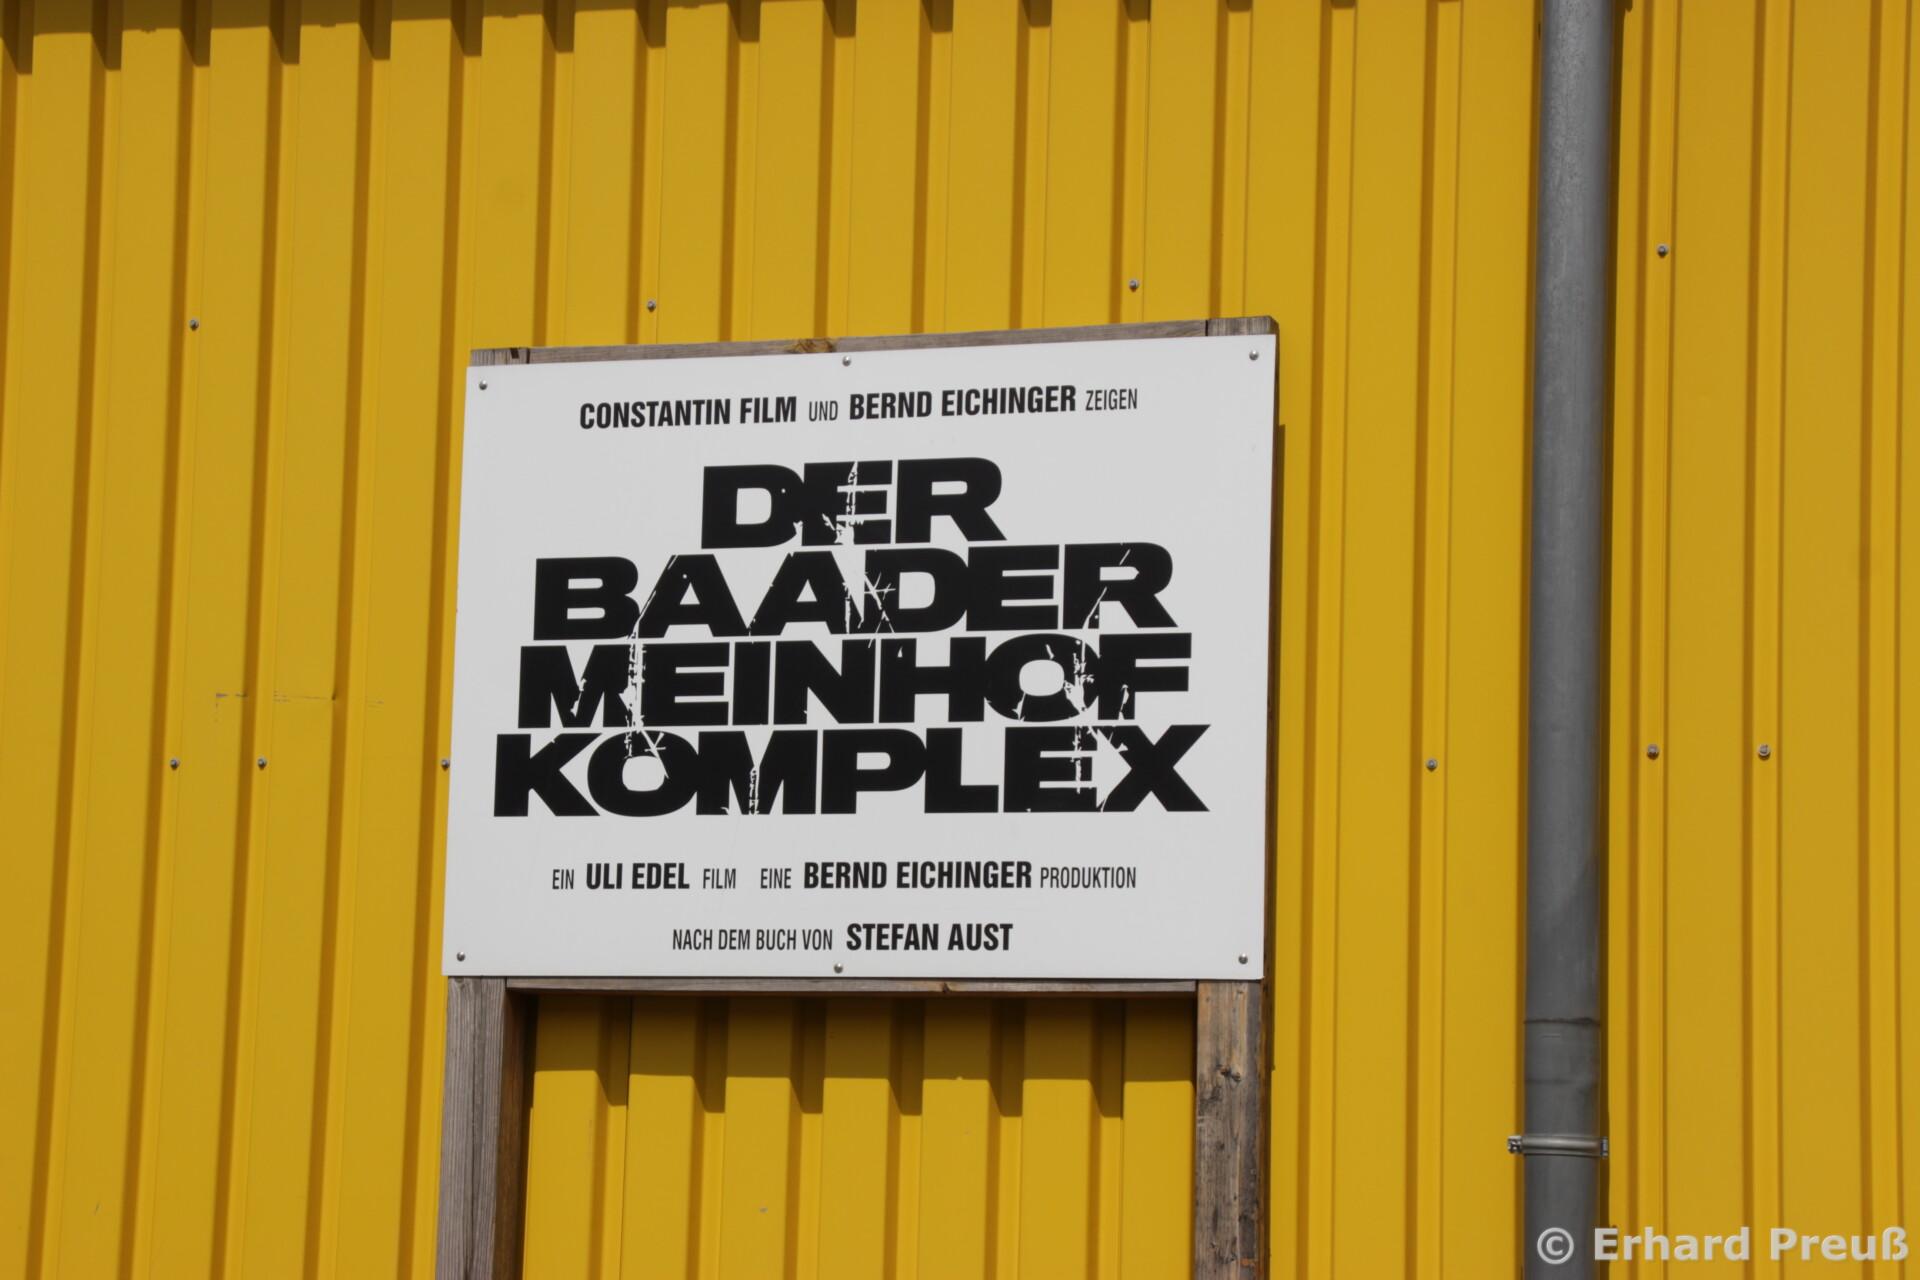 CONSTANTIN FILM UND BERND EICHINGER ZEIGEN
DER
BAADER
MEINHOF
KOMPLEX
EIN ULI EDEL FILM EINE BERND EICHINGER PRODUKTION
NACH DEM BUCH VON STEFAN AUST
© Erhard Preuß